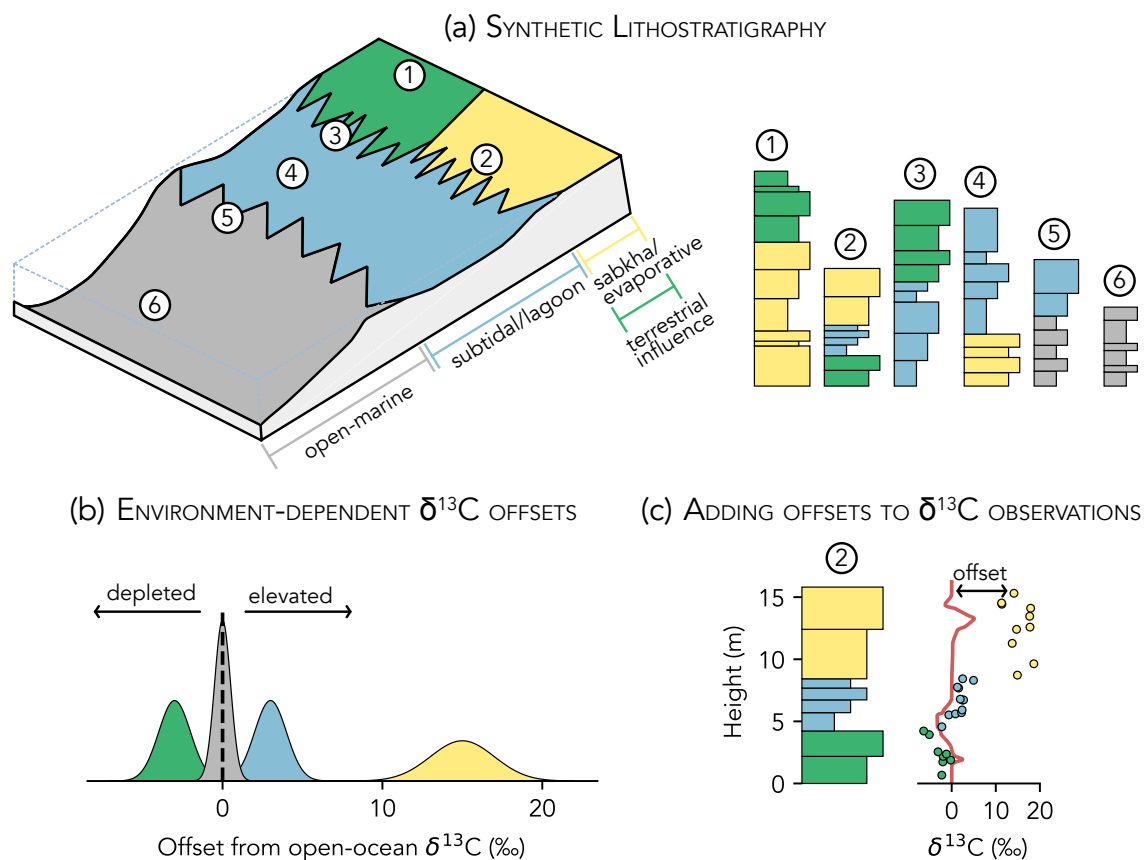 (a) Synthetic Lithostratigraphy
1
2
3
4
5
6
open-marine
subtidal/lagoon
sabkha/
evaporative
terrestrial
influence
1
2
3
4
5
6
(b) Environment-dependent δ¹³C offsets
depleted
elevated
0
10
20
Offset from open-ocean δ¹³C (‰)
(c) Adding offsets to δ¹³C observations
2
offset
15
10
5
0
Height (m)
0
10
20
δ¹³C (‰)